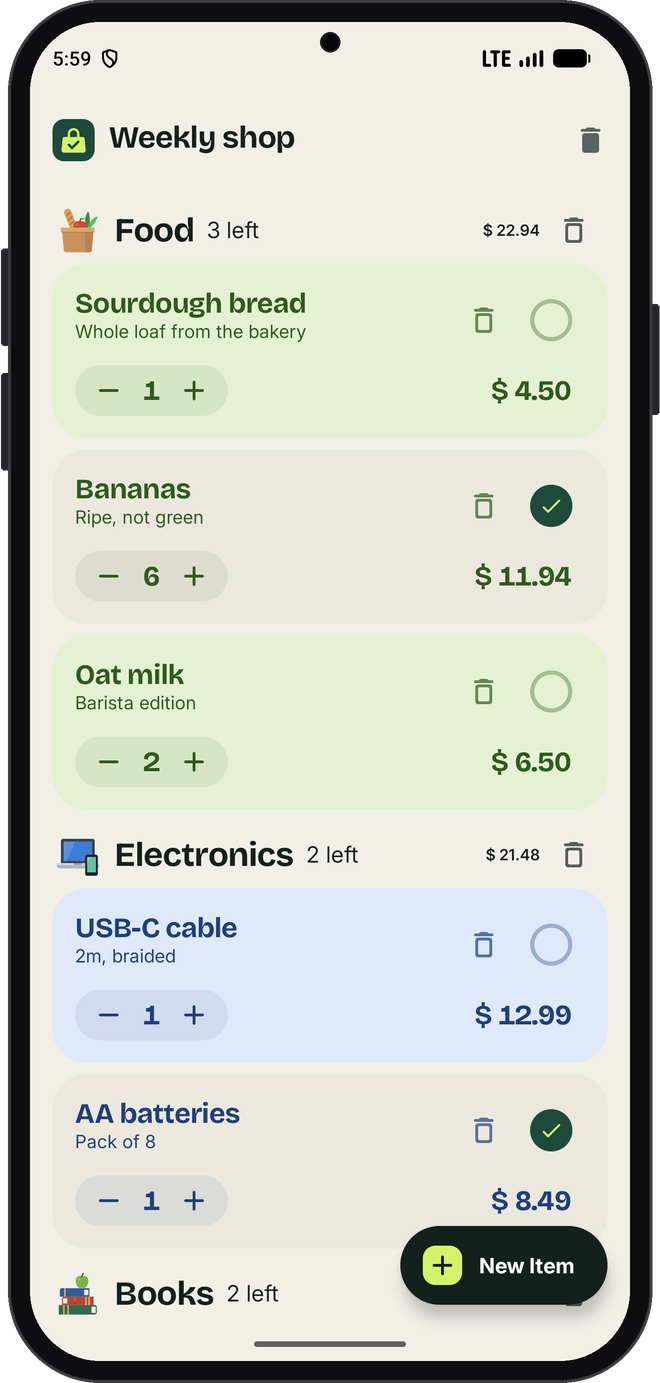 5:59 LTE
Weekly shop
Food 3 left $ 22.94
Sourdough bread
Whole loaf from the bakery
− 1 + $ 4.50
Bananas
Ripe, not green
− 6 + $ 11.94
Oat milk
Barista edition
− 2 + $ 6.50
Electronics 2 left $ 21.48
USB-C cable
2m, braided
− 1 + $ 12.99
AA batteries
Pack of 8
− 1 + $ 8.49
+ New Item
Books 2 left